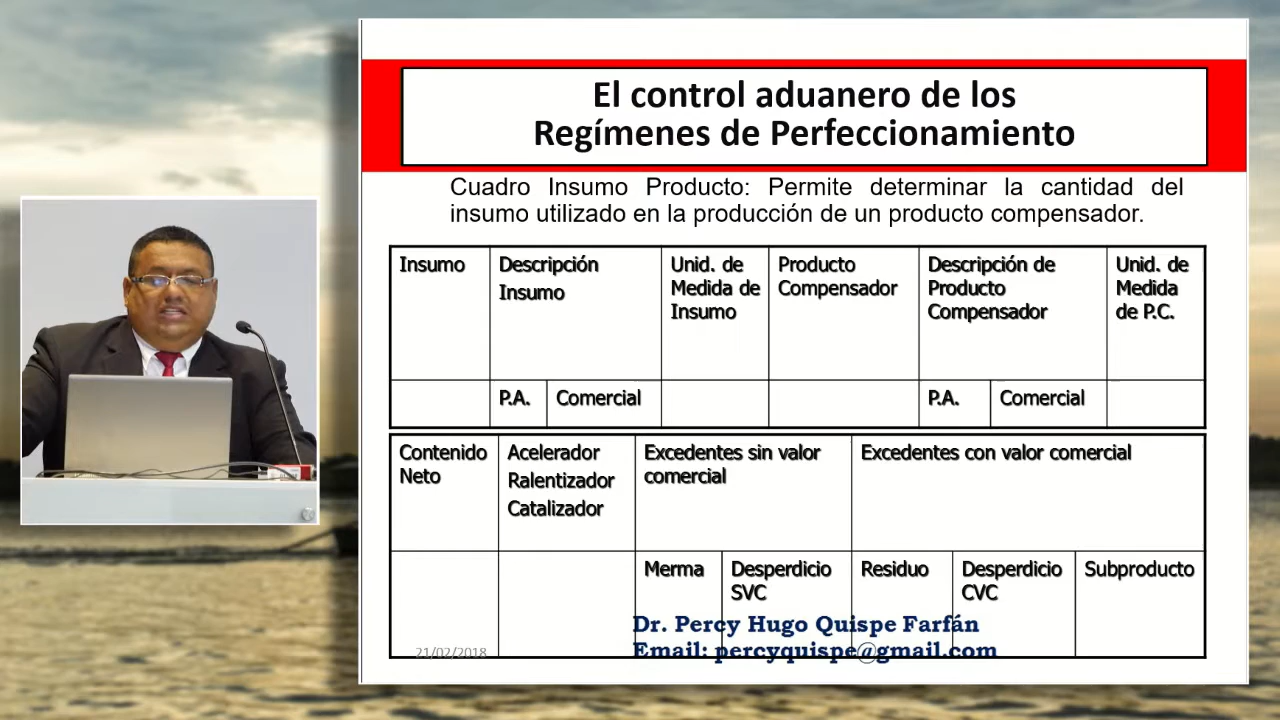 El control aduanero de los
Regímenes de Perfeccionamiento
Cuadro Insumo Producto: Permite determinar la cantidad del
insumo utilizado en la producción de un producto compensador.
Insumo
Descripción
Insumo
Unid. de
Medida de
Insumo
Producto
Compensador
Descripción de
Producto
Compensador
Unid. de
Medida
de P.C.
P.A.
Comercial
P.A.
Comercial
Contenido
Neto
Acelerador
Ralentizador
Catalizador
Excedentes sin valor
comercial
Excedentes con valor comercial
Merma
Desperdicio
SVC
Residuo
Desperdicio
CVC
Subproducto
Dr. Percy Hugo Quispe Farfán
Email: percyquispe@gmail.com
21/02/2018